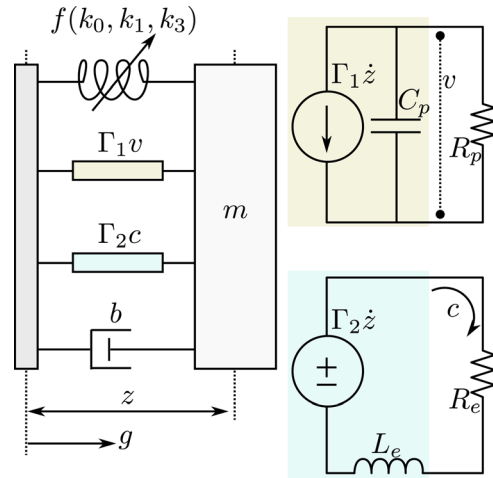 f(k₀, k₁, k₃)
Γ₁v
Γ₂c
b
m
z
g
Γ₁ż
Cₚ
v
Rₚ
Γ₂ż
c
Rₑ
Lₑ